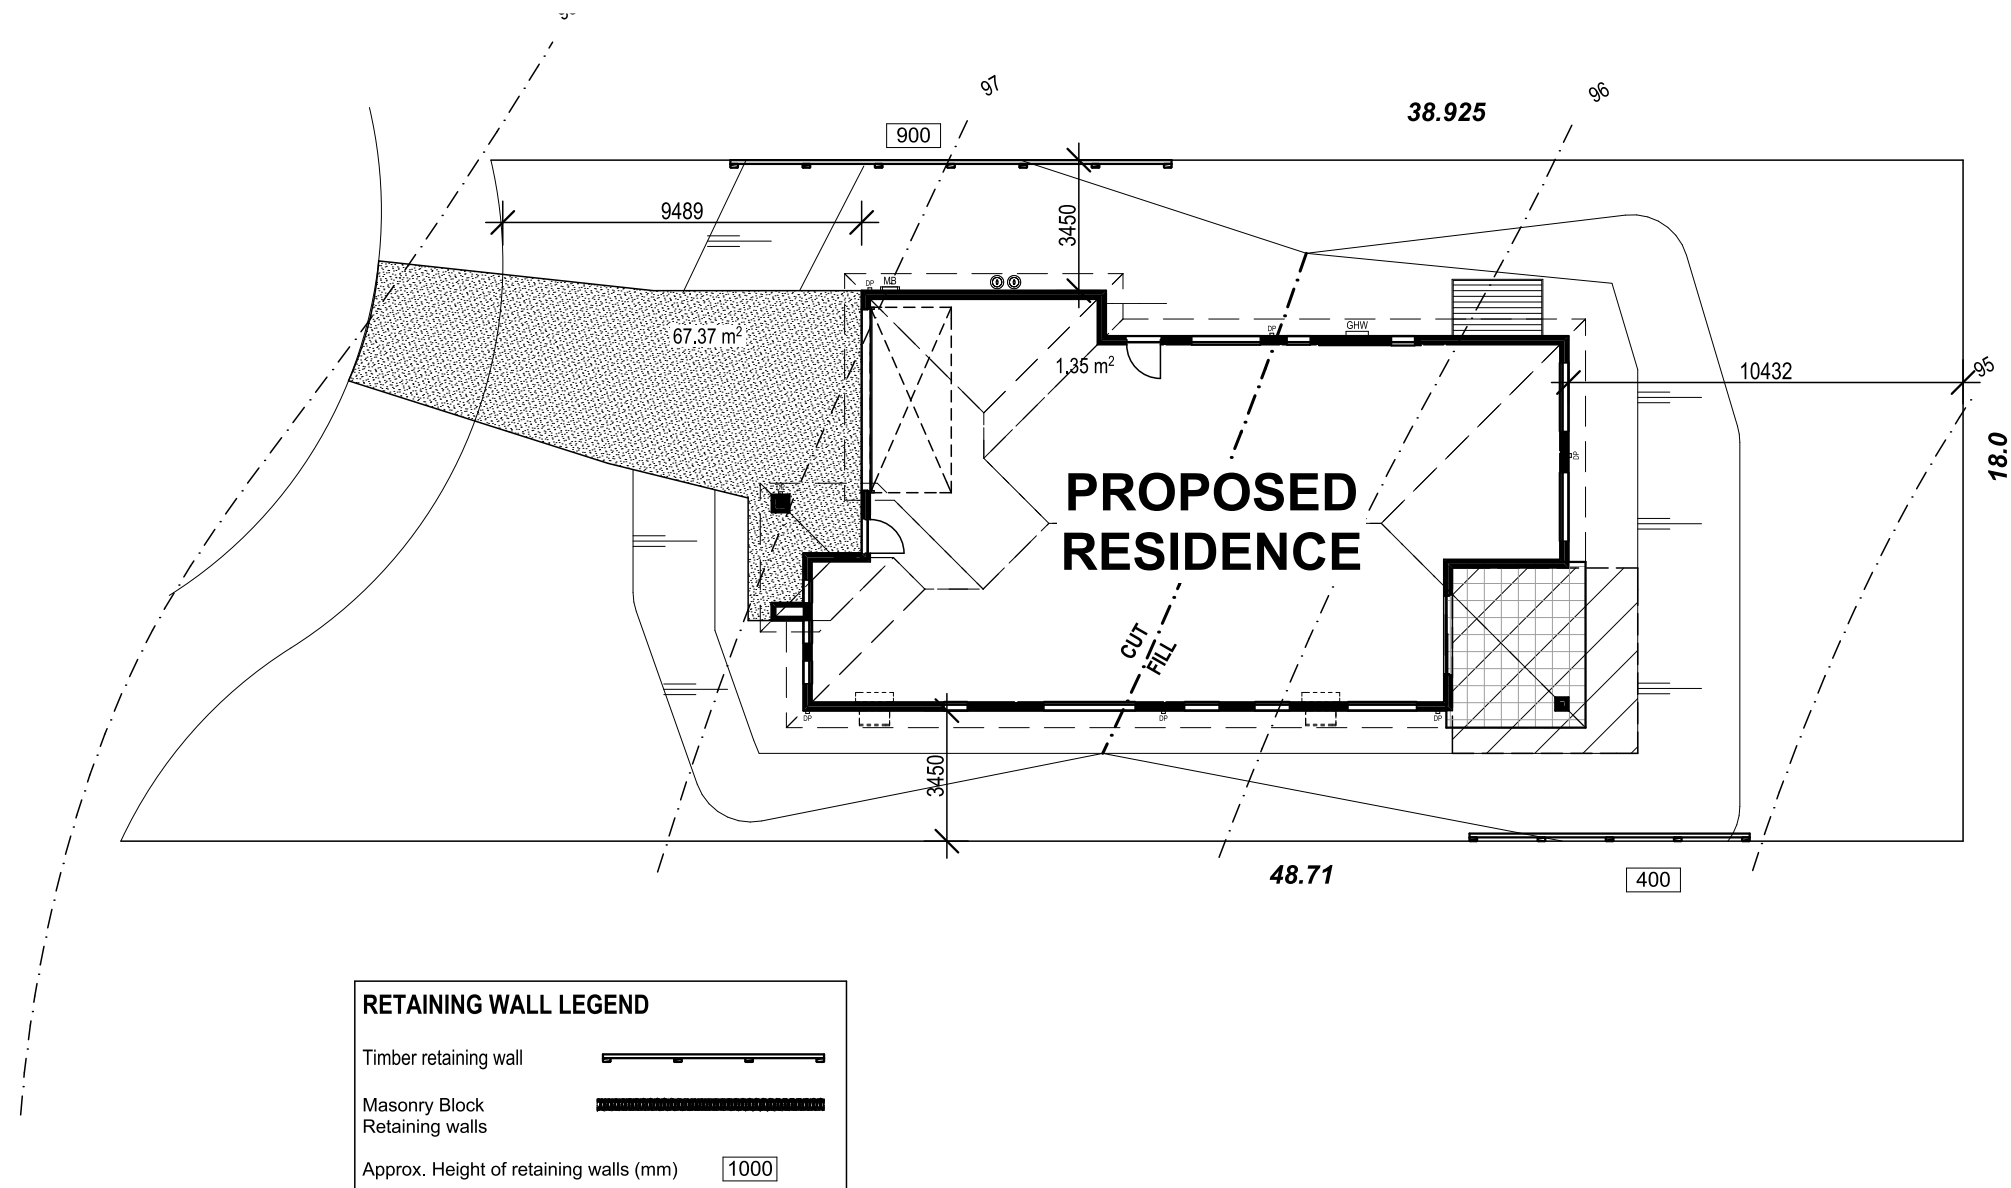 97
96
38.925
900
9489
3450
MB
DP
DP
GHW
67.37 m²
1.35 m²
10432
95
18.0
DP
PROPOSED
RESIDENCE
CUT
FILL
DP
DP
DP
3450
48.71
400
RETAINING WALL LEGEND
Timber retaining wall
Masonry Block
Retaining walls
Approx. Height of retaining walls (mm)
1000